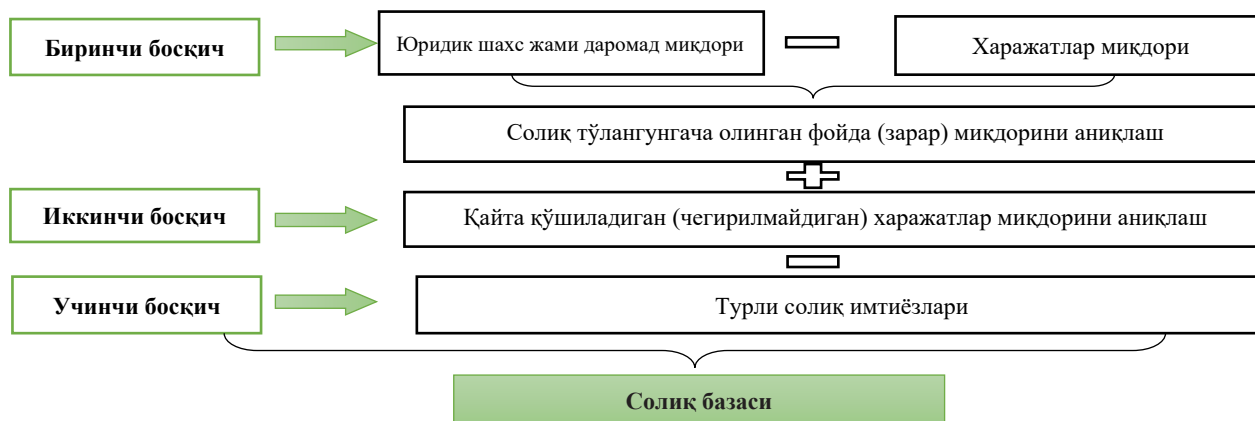 Биринчи босқич
Юридик шахс жами даромад миқдори
Харажатлар миқдори
Солиқ тўлангунгача олинган фойда (зарар) миқдорини аниқлаш
Иккинчи босқич
Қайта қўшиладиган (чегирилмайдиган) харажатлар миқдорини аниқлаш
Учинчи босқич
Турли солиқ имтиёзлари
Солиқ базаси